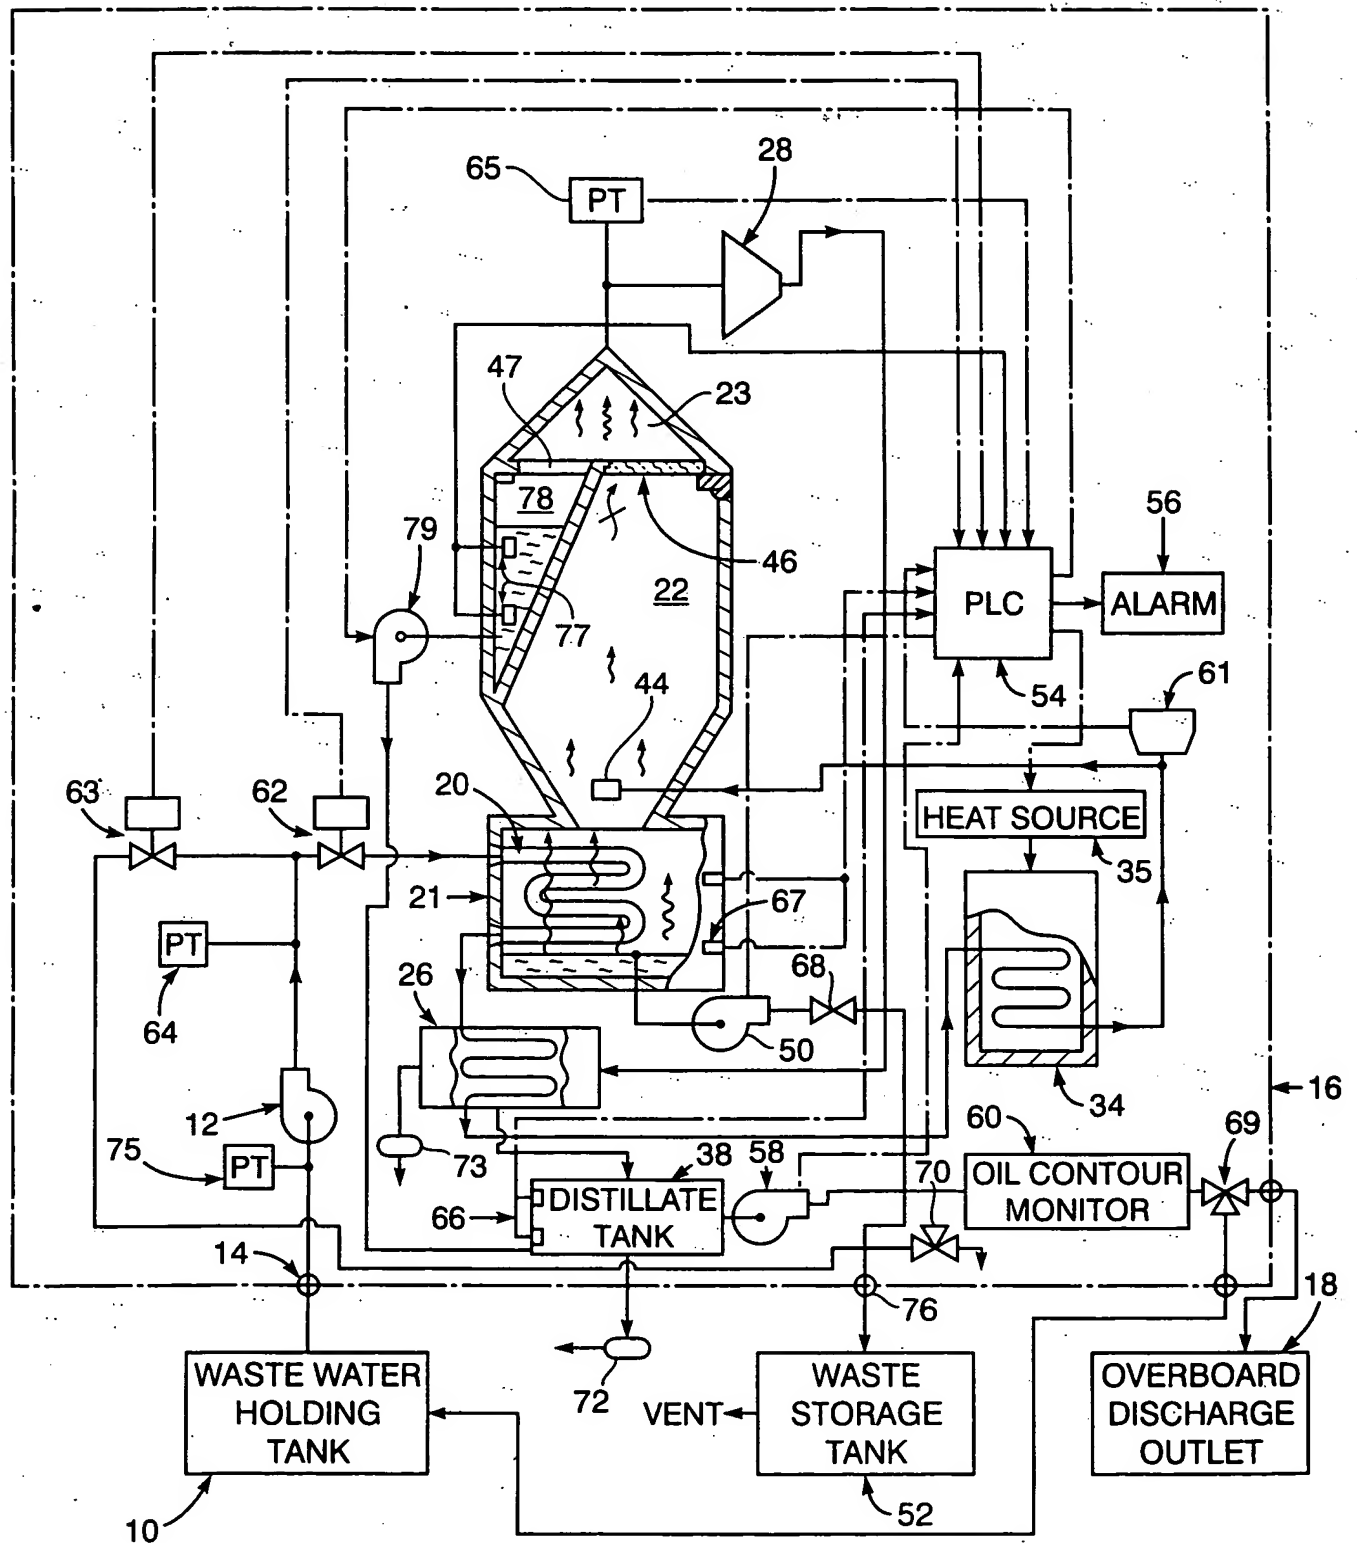 28
65
PT
47
23
78
79
46
56
22
PLC
ALARM
77
54
61
44
63
62
20
HEAT SOURCE
35
21
67
PT
68
26
64
50
34
16
12
60
69
75
PT
73
38
58
OIL CONTOUR
MONITOR
70
66
DISTILLATE
TANK
14
76
18
72
WASTE WATER
HOLDING
TANK
VENT
WASTE
STORAGE
TANK
OVERBOARD
DISCHARGE
OUTLET
10
52